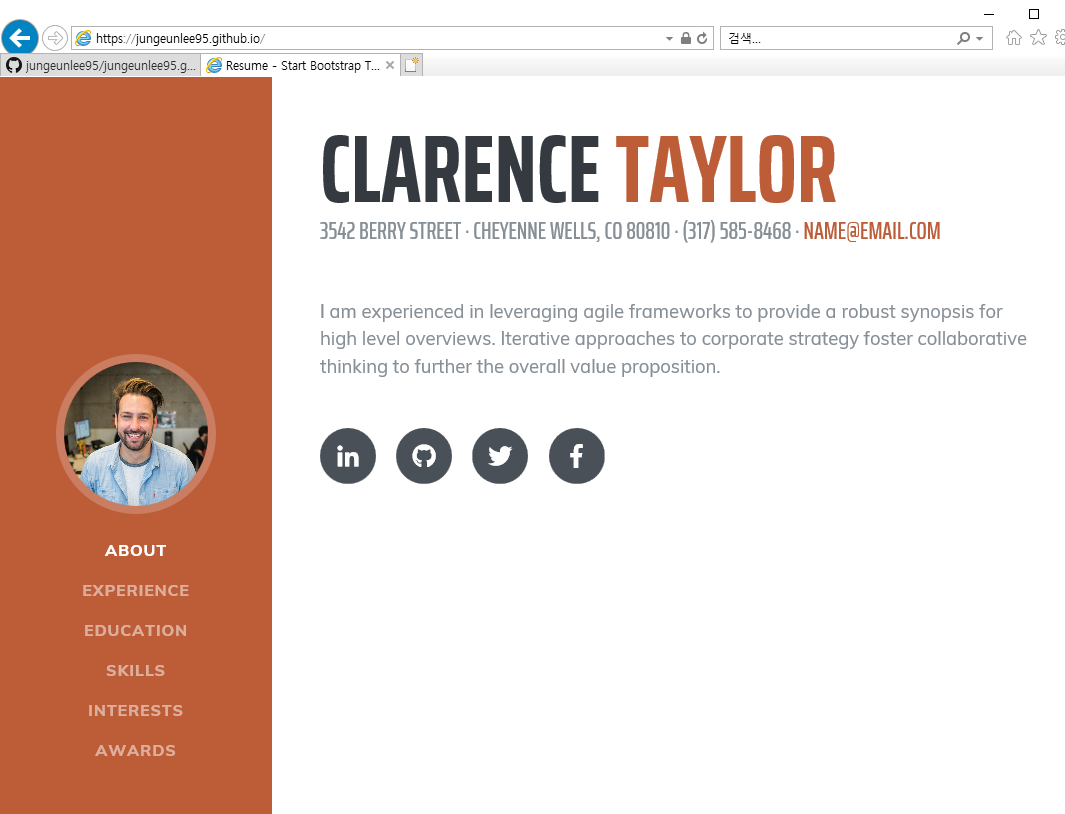 https://jungeunlee95.github.io/
검색...
jungeunlee95/jungeunlee95.g...
Resume - Start Bootstrap T...
CLARENCE TAYLOR
3542 BERRY STREET · CHEYENNE WELLS, CO 80810 · (317) 585-8468 · NAME@EMAIL.COM
I am experienced in leveraging agile frameworks to provide a robust synopsis for
high level overviews. Iterative approaches to corporate strategy foster collaborative
thinking to further the overall value proposition.
in
ABOUT
EXPERIENCE
EDUCATION
SKILLS
INTERESTS
AWARDS